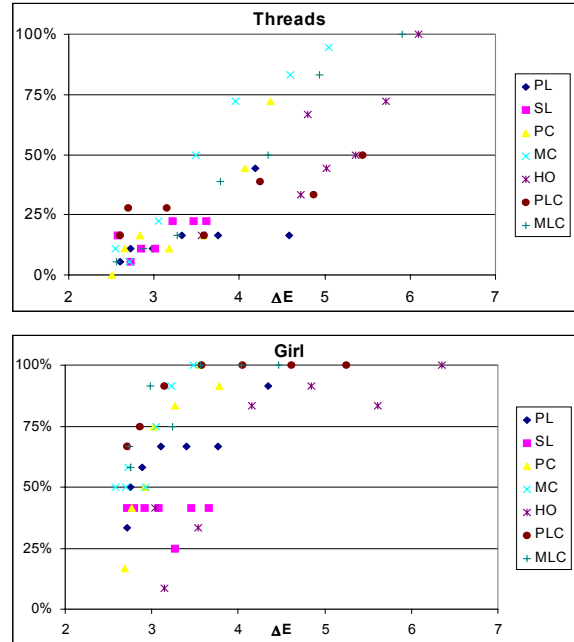 Threads
100%
75%
50%
25%
0%
2 3 4 5 6 7
ΔE
PL
SL
PC
MC
HO
PLC
MLC
Girl
100%
75%
50%
25%
0%
2 3 4 5 6 7
ΔE
PL
SL
PC
MC
HO
PLC
MLC